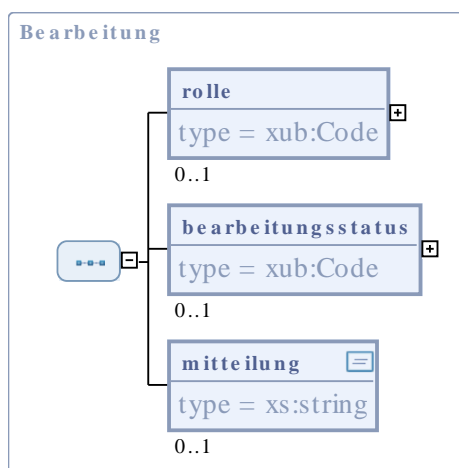 Bearbeitung
rolle
type = xub:Code
0..1
bearbeitungsstatus
type = xub:Code
0..1
mitteilung
type = xs:string
0..1